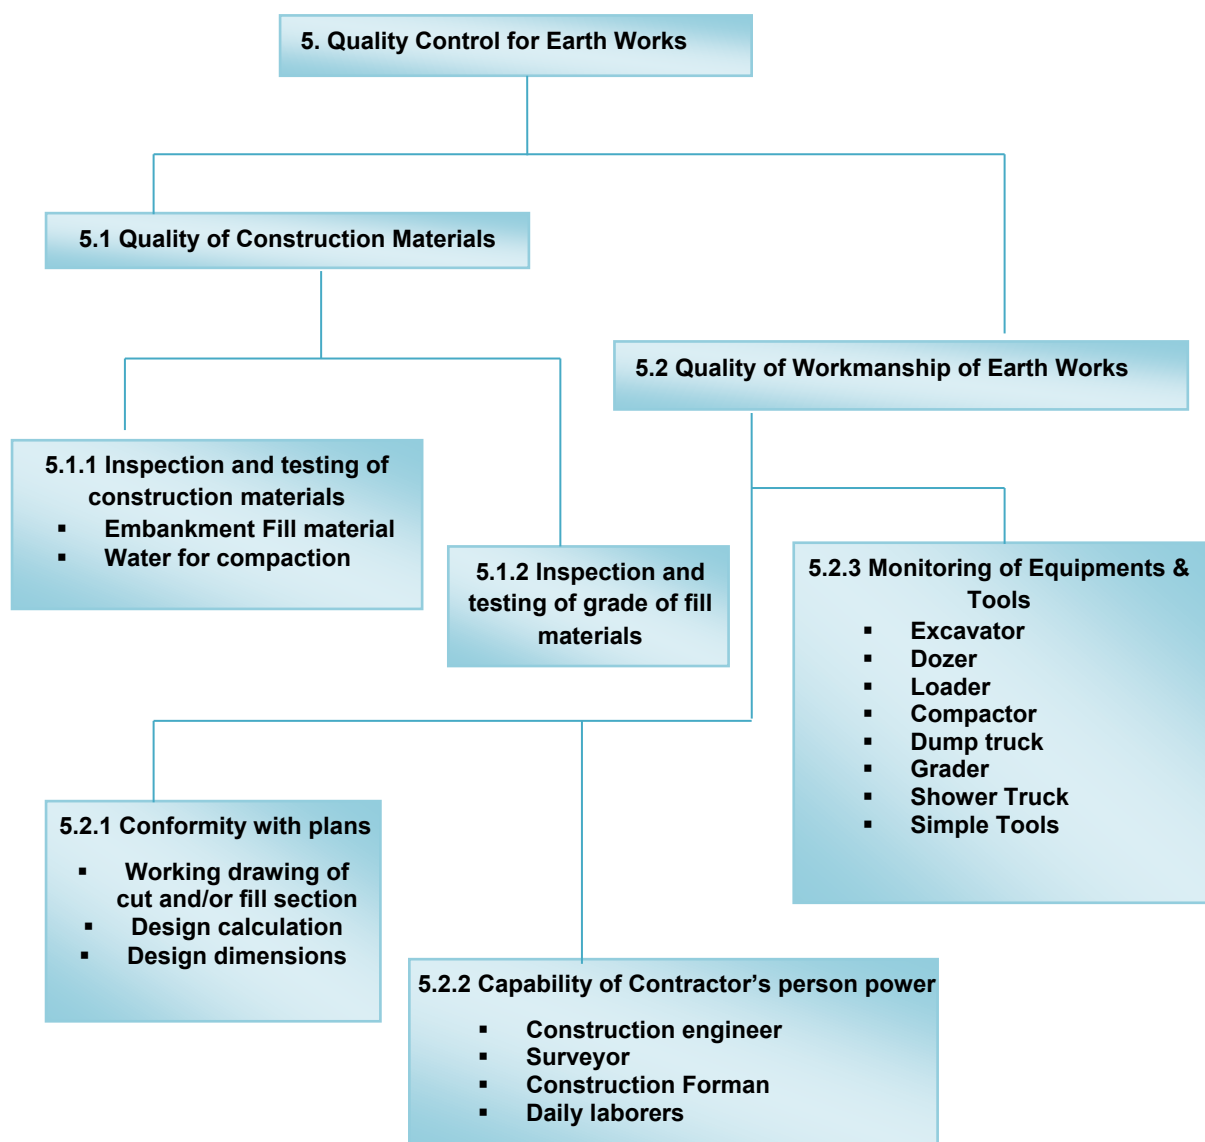 5. Quality Control for Earth Works
5.1 Quality of Construction Materials
5.2 Quality of Workmanship of Earth Works
5.1.1 Inspection and testing of
construction materials
▪ Embankment Fill material
▪ Water for compaction
5.1.2 Inspection and
testing of grade of fill
materials
5.2.3 Monitoring of Equipments &
Tools
▪ Excavator
▪ Dozer
▪ Loader
▪ Compactor
▪ Dump truck
▪ Grader
▪ Shower Truck
▪ Simple Tools
5.2.1 Conformity with plans
▪ Working drawing of
cut and/or fill section
▪ Design calculation
▪ Design dimensions
5.2.2 Capability of Contractor’s person power
▪ Construction engineer
▪ Surveyor
▪ Construction Forman
▪ Daily laborers